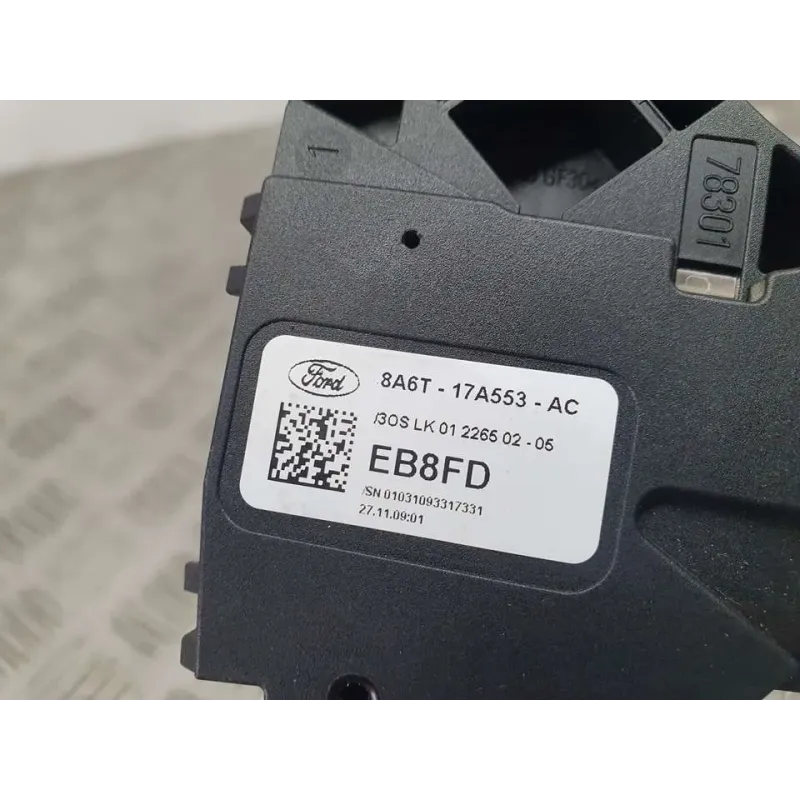 1
78301
Ford
8A6T - 17A553 - AC
/3OS LK 01 2265 02 - 05
EB8FD
/SN 01031093317331
27.11.09:01